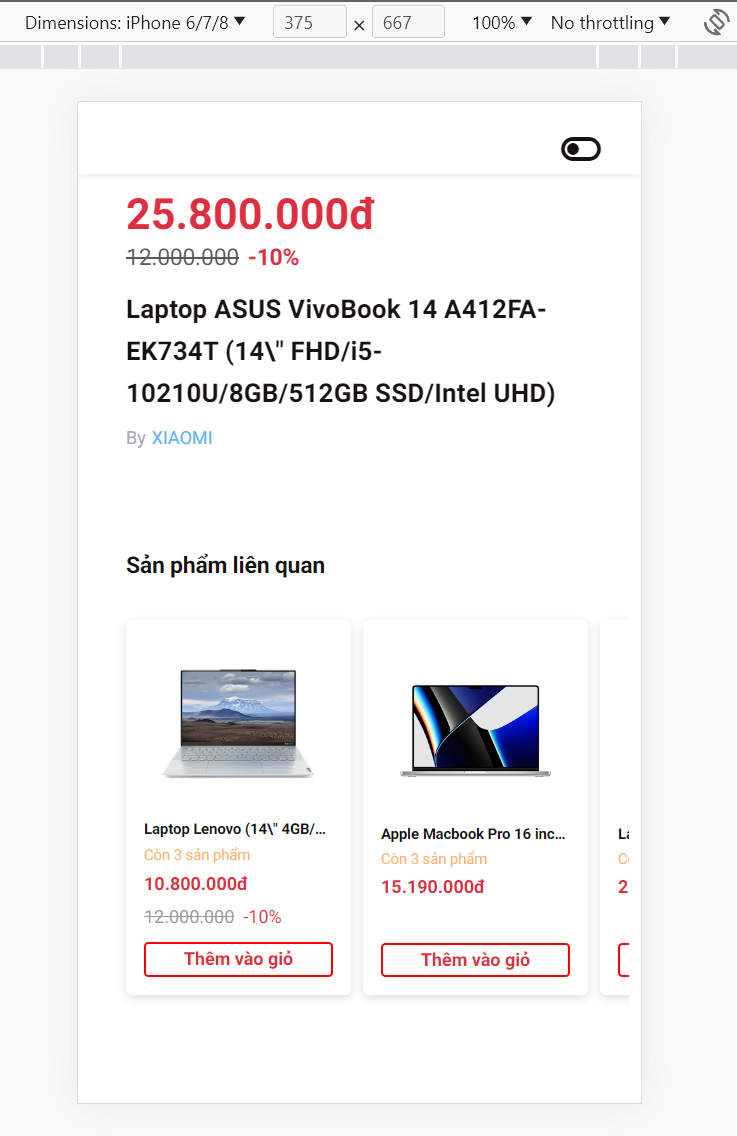 Dimensions: iPhone 6/7/8 ▼ 375 × 667 100% ▼ No throttling ▼
25.800.000đ
12.000.000 -10%
Laptop ASUS VivoBook 14 A412FA-
EK734T (14\" FHD/i5-
10210U/8GB/512GB SSD/Intel UHD)
By XIAOMI
Sản phẩm liên quan
Laptop Lenovo (14\" 4GB/...
Còn 3 sản phẩm
10.800.000đ
12.000.000 -10%
Thêm vào giỏ
Apple Macbook Pro 16 inc...
Còn 3 sản phẩm
15.190.000đ
Thêm vào giỏ